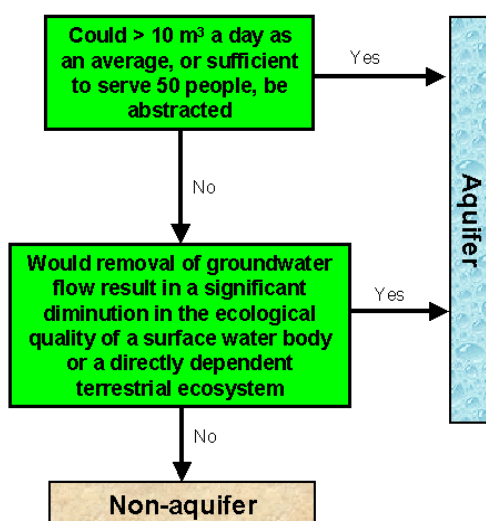 Could > 10 m³ a day as
an average, or sufficient
to serve 50 people, be
abstracted
Yes
No
Aquifer
Would removal of groundwater
flow result in a significant
diminution in the ecological
quality of a surface water body
or a directly dependent
terrestrial ecosystem
Yes
No
Non-aquifer